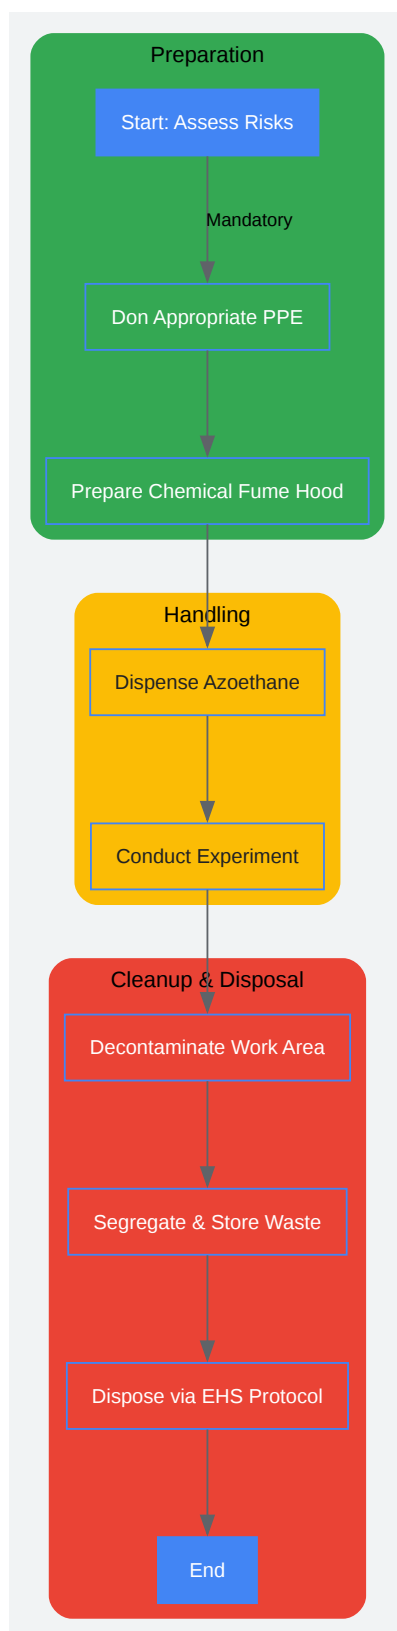 Preparation
Start: Assess Risks
Mandatory
Don Appropriate PPE
Prepare Chemical Fume Hood
Handling
Dispense Azoethane
Conduct Experiment
Cleanup & Disposal
Decontaminate Work Area
Segregate & Store Waste
Dispose via EHS Protocol
End